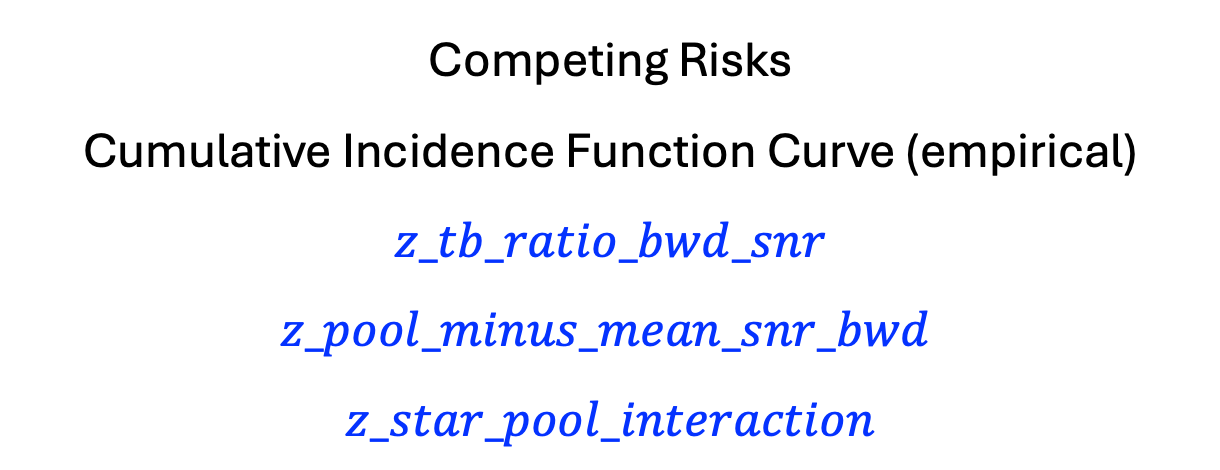 Competing Risks
Cumulative Incidence Function Curve (empirical)
z_tb_ratio_bwd_snr
z_pool_minus_mean_snr_bwd
z_star_pool_interaction